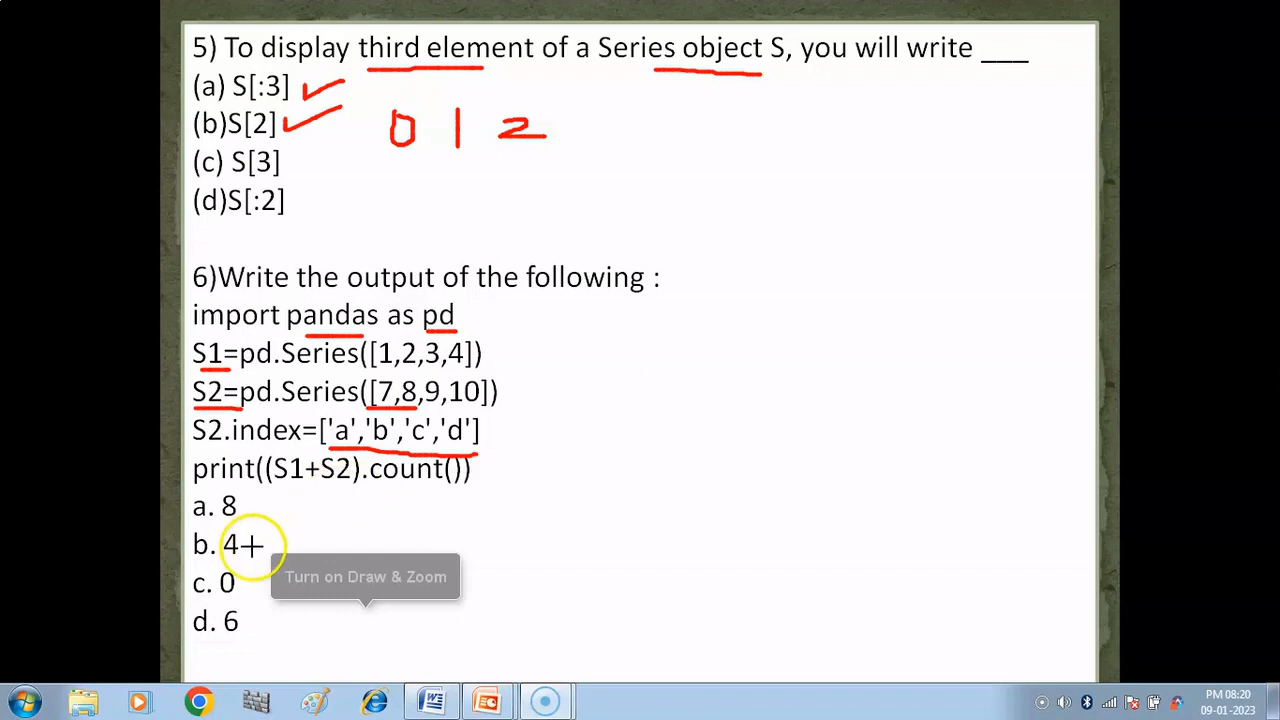 5) To display third element of a Series object S, you will write ___
(a) S[:3]
(b)S[2]
0 1 2
(c) S[3]
(d)S[:2]
6)Write the output of the following :
import pandas as pd
S1=pd.Series([1,2,3,4])
S2=pd.Series([7,8,9,10])
S2.index=['a','b','c','d']
print((S1+S2).count())
a. 8
b. 4
Turn on Draw & Zoom
c. 0
d. 6
PM 08:20
09-01-2023